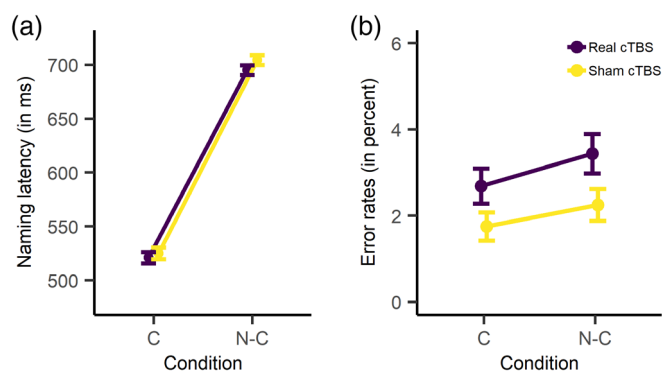 (a)
Naming latency (in ms)
700
650
600
550
500
C
N-C
Condition
(b)
Error rates (in percent)
6
4
2
0
Real cTBS
Sham cTBS
C
N-C
Condition